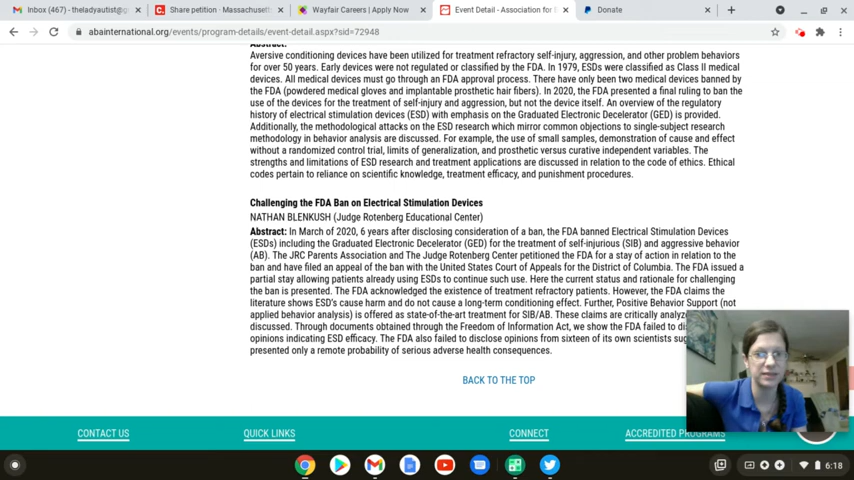 Inbox (467) - theladyautist@g
Share petition · Massachusett
Wayfair Careers | Apply Now
Event Detail - Association for B
Donate
abainternational.org/events/program-details/event-detail.aspx?sid=72948
Abstract:
Aversive conditioning devices have been utilized for treatment refractory self-injury, aggression, and other problem behaviors
for over 50 years. Early devices were not regulated or classified by the FDA. In 1979, ESDs were classified as Class II medical
devices. All medical devices must go through an FDA approval process. There have only been two medical devices banned by
the FDA (powdered medical gloves and implantable prosthetic hair fibers). In 2020, the FDA presented a final ruling to ban the
use of the devices for the treatment of self-injury and aggression, but not the device itself. An overview of the regulatory
history of electrical stimulation devices (ESD) with emphasis on the Graduated Electronic Decelerator (GED) is provided.
Additionally, the methodological attacks on the ESD research which mirror common objections to single-subject research
methodology in behavior analysis are discussed. For example, the use of small samples, demonstration of cause and effect
without a randomized control trial, limits of generalization, and prosthetic versus curative independent variables. The
strengths and limitations of ESD research and treatment applications are discussed in relation to the code of ethics. Ethical
codes pertain to reliance on scientific knowledge, treatment efficacy, and punishment procedures.
Challenging the FDA Ban on Electrical Stimulation Devices
NATHAN BLENKUSH (Judge Rotenberg Educational Center)
Abstract: In March of 2020, 6 years after disclosing consideration of a ban, the FDA banned Electrical Stimulation Devices
(ESDs) including the Graduated Electronic Decelerator (GED) for the treatment of self-injurious (SIB) and aggressive behavior
(AB). The JRC Parents Association and The Judge Rotenberg Center petitioned the FDA for a stay of action in relation to the
ban and have filed an appeal of the ban with the United States Court of Appeals for the District of Columbia. The FDA issued a
partial stay allowing patients already using ESDs to continue such use. Here the current status and rationale for challenging
the ban is presented. The FDA acknowledged the existence of treatment refractory patients. However, the FDA claims the
literature shows ESD's cause harm and do not cause a long-term conditioning effect. Further, Positive Behavior Support (not
applied behavior analysis) is offered as state-of-the-art treatment for SIB/AB. These claims are critically analyz
discussed. Through documents obtained through the Freedom of Information Act, we show the FDA failed to di
opinions indicating ESD efficacy. The FDA also failed to disclose opinions from sixteen of its own scientists sug
presented only a remote probability of serious adverse health consequences.
BACK TO THE TOP
CONTACT US
QUICK LINKS
CONNECT
ACCREDITED PROGRAMS
6:18